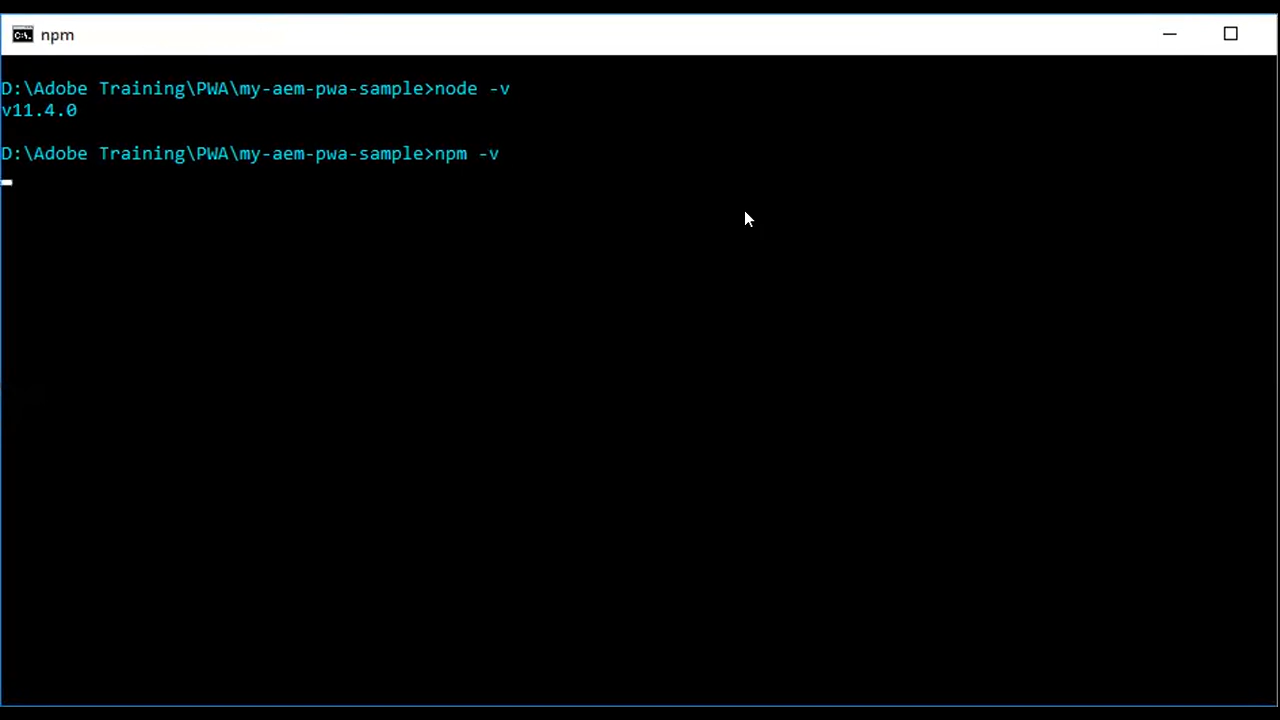 npm
D:\Adobe Training\PWA\my-aem-pwa-sample>node -v
v11.4.0
D:\Adobe Training\PWA\my-aem-pwa-sample>npm -v